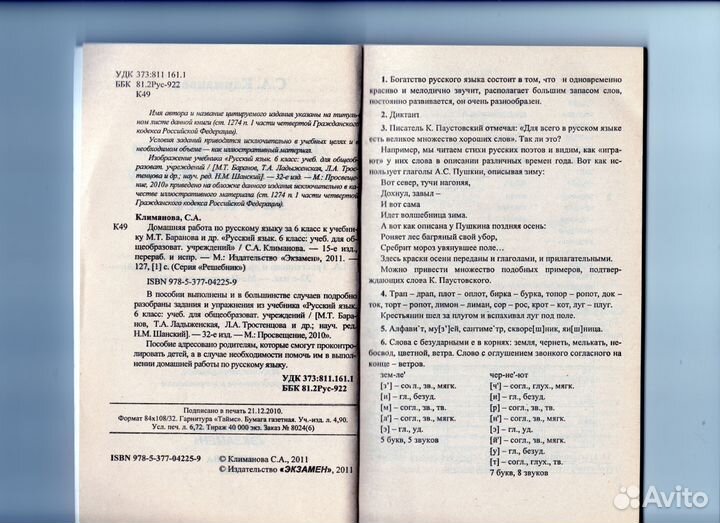 УДК 373:811 161.1
ББК 81.2Рус-922
К49
Имя автора и название цитируемого издания указаны на титуль-
ном листе данной книги (ст. 1274 п. 1 части четвертой Гражданского
кодекса Российской Федерации).
Условия заданий приводятся исключительно в учебных целях и в
необходимом объеме — как иллюстративный материал.
Изображение учебника «Русский язык. 6 класс: учеб. для общеоб-
разоват. учреждений / [М.Т. Баранов, Т.А. Ладыженская, Л.А. Трос-
тенцова и др.; науч. ред. Н.М. Шанский]. — 32-е изд. — М.: Просвеще-
ние, 2010» приведено на обложке данного издания исключительно в ка-
честве иллюстративного материала (ст. 1274 п. 1 части четвертой
Гражданского кодекса Российской Федерации).
Климанова, С.А.
К49 Домашняя работа по русскому языку за 6 класс к учебни-
ку М.Т. Баранова и др. «Русский язык. 6 класс: учеб. для об-
щеобразоват. учреждений» / С.А. Климанова. — 15-е изд.,
перераб. и испр. — М.: Издательство «Экзамен», 2011. —
127, [1] с. (Серия «Решебник»)
ISBN 978-5-377-04225-9
В пособии выполнены и в большинстве случаев подробно
разобраны задания и упражнения из учебника «Русский язык.
6 класс: учеб. для общеобразоват. учреждений / [М.Т. Бара-
нов, Т.А. Ладыженская, Л.А.Тростенцова и др.; науч. ред.
Н.М. Шанский]. — 32-е изд. — М.: Просвещение, 2010».
Пособие адресовано родителям, которые смогут проконтро-
лировать детей, а в случае необходимости помочь им в выпол-
нении домашней работы по русскому языку.
УДК 373:811.161.1
ББК 81.2Рус-922
Подписано в печать 21.12.2010.
Формат 84х108/32. Гарнитура «Таймс». Бумага газетная. Уч.-изд. л. 4,90.
Усл. печ. л. 6,72. Тираж 40 000 экз. Заказ № 8024(6)
ISBN 978-5-377-04225-9
© Климанова С.А., 2011
© Издательство «ЭКЗАМЕН», 2011
1. Богатство русского языка состоит в том, что и одновременно
красиво и мелодично звучит, располагает большим запасом слов,
постоянно развивается, он очень разнообразен.
2. Диктант
3. Писатель К. Паустовский отмечал: «Для всего в русском языке
есть великое множество хороших слов». Так ли это?
Например, мы читаем стихи русских поэтов и видим, как «игра-
ют» у них слова в описании различных времен года. Вот как ис-
пользует глаголы А.С. Пушкин, описывая зиму:
Вот север, тучи нагоняя,
Дохнул, завыл –
И вот сама
Идет волшебница зима.
А вот как описана у Пушкина поздняя осень:
Роняет лес багряный свой убор,
Сребрит мороз увянувшее поле…
Здесь краски осени переданы и глаголами, и прилагательными.
Можно привести множество подобных примеров, подтвер-
ждающих слова К. Паустовского.
4. Трап – драп, плот – оплот, бирка – бурка, топор – ропот, док –
ток, торт – ропот, лимон – лиман, сор – рос, крот – кот, луг – плуг.
Крестьянин шел за плугом и вспахивал под поле.
5. Алфави́т, му[з']е́й, сантиме́тр, скворе́[ш]ник, яи́[ш]ница.
6. Слова с безударными е в корнях: земля, чернеть, мелькать, не-
босвод, цветной, ветра. Слово с оглушением звонкого согласного на
конце – ветров.
зем-ле'
[з'] – сол., зв., мягк.
[и] – гл., безуд.
[м] – согл., зв., тв.
[л'] – согл., зв., мягк.
[э] – гл., уд.
5 букв, 5 звуков
чер-не'-ют
[ч'] – согл., глух., мягк.
[и] – гл., безуд.
[р] – согл., зв., тв.
[н'] – согл., зв., мягк.
[э] – гл., уд.
[й'] – согл., зв., мягк.
[у] – гл., безуд.
[т] – согл., глух., тв.
7 букв, 8 звуков
Avito